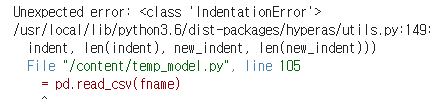 Unexpected error: <class 'IndentationError'>
/usr/local/lib/python3.6/dist-packages/hyperas/utils.py:149:
indent, len(indent), new_indent, len(new_indent)))
File "/content/temp_model.py", line 105
= pd.read_csv(fname)
^